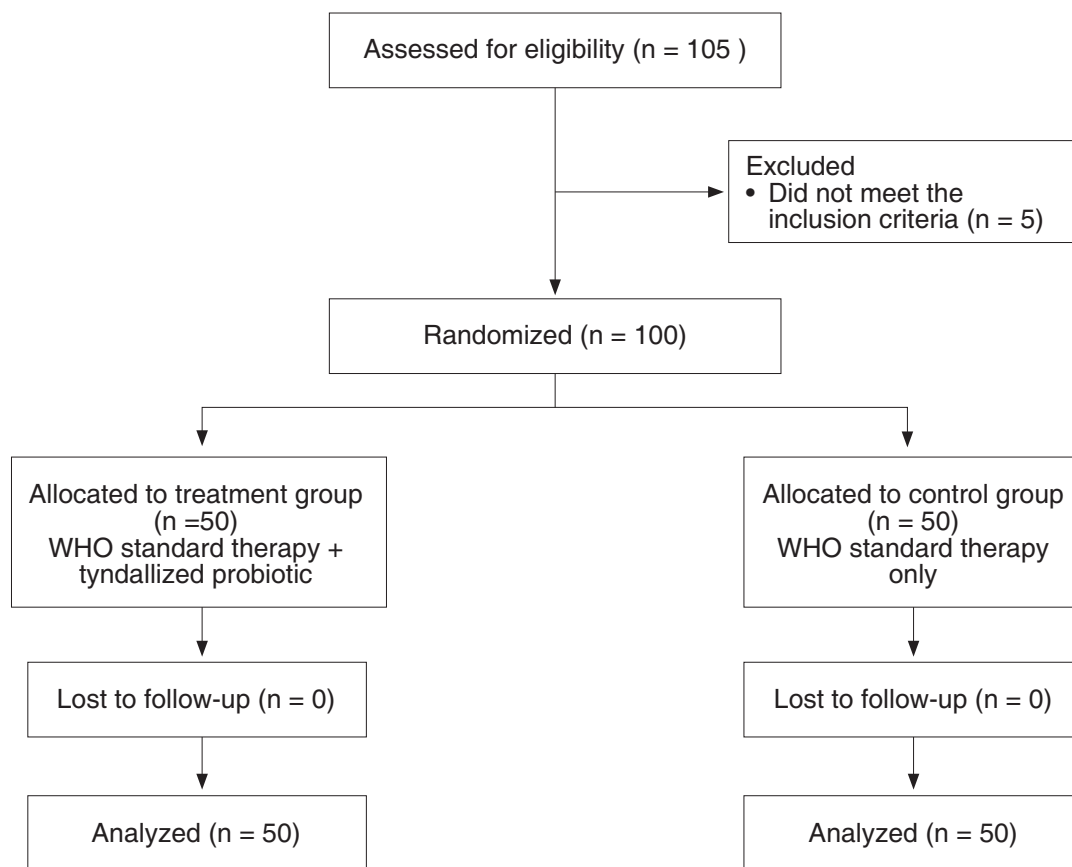 Assessed for eligibility (n = 105 )
Excluded
• Did not meet the
inclusion criteria (n = 5)
Randomized (n = 100)
Allocated to treatment group
(n =50)
WHO standard therapy +
tyndallized probiotic
Allocated to control group
(n = 50)
WHO standard therapy
only
Lost to follow-up (n = 0)
Lost to follow-up (n = 0)
Analyzed (n = 50)
Analyzed (n = 50)